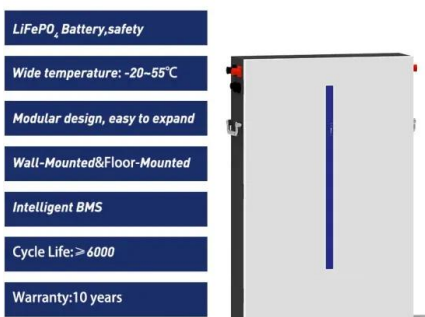 LiFePO₄ Battery,safety
Wide temperature: -20~55℃
Modular design, easy to expand
Wall-Mounted&Floor-Mounted
Intelligent BMS
Cycle Life:≥6000
Warranty:10 years